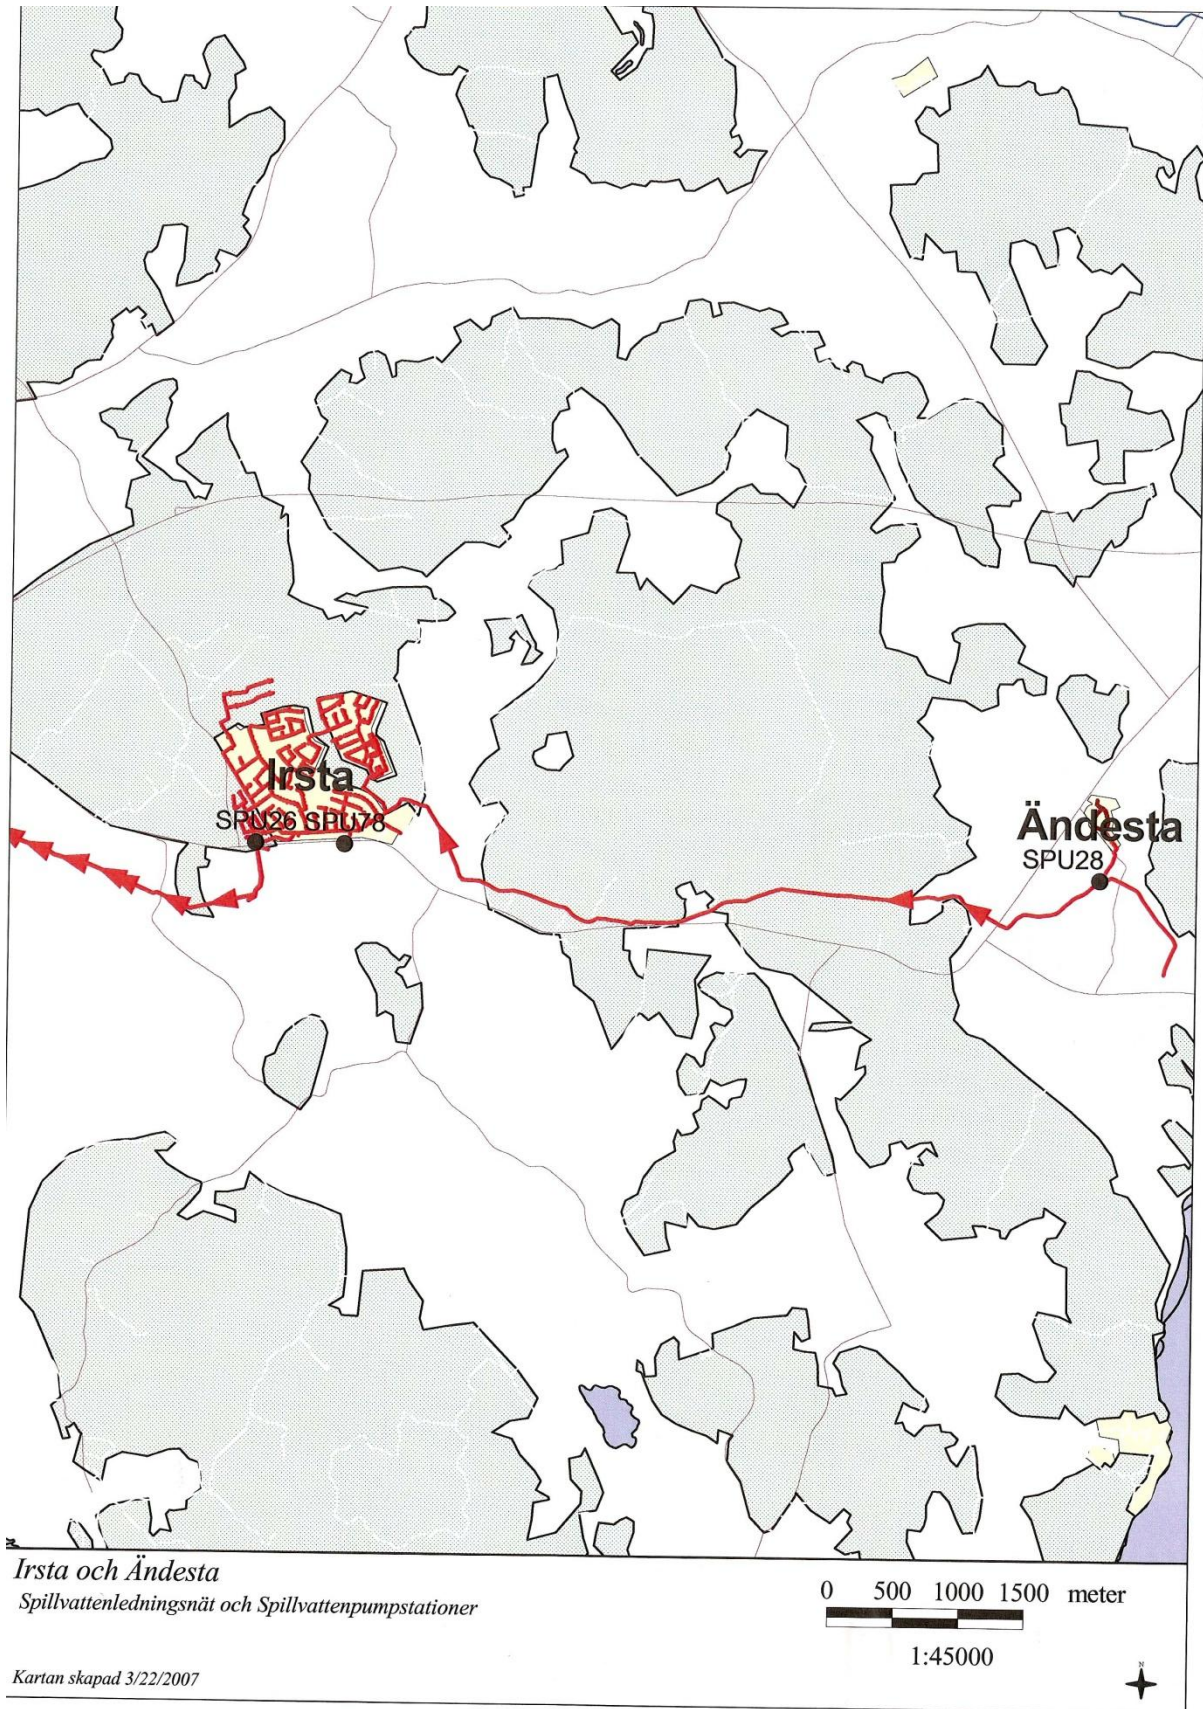 Irsta
SPU26 SPU78
Ändesta
SPU28
Irsta och Ändesta
Spillvattenledningsnät och Spillvattenpumpstationer
0 500 1000 1500 meter
1:45000
Kartan skapad 3/22/2007
N